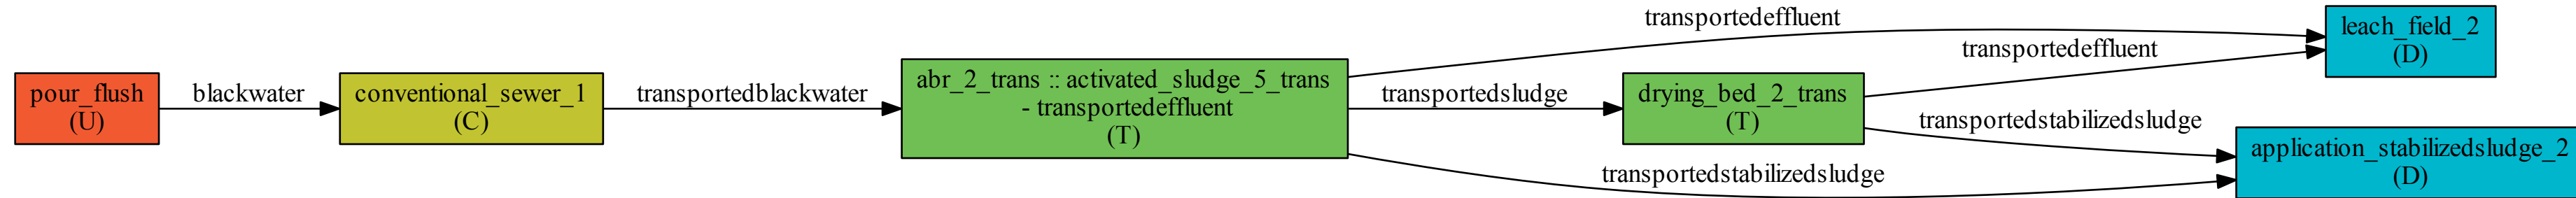 pour_flush
(U)
blackwater
conventional_sewer_1
(C)
transportedblackwater
abr_2_trans :: activated_sludge_5_trans
- transportedeffluent
(T)
transportedeffluent
transportedsludge
transportedstabilizedsludge
drying_bed_2_trans
(T)
transportedeffluent
transportedstabilizedsludge
leach_field_2
(D)
application_stabilizedsludge_2
(D)